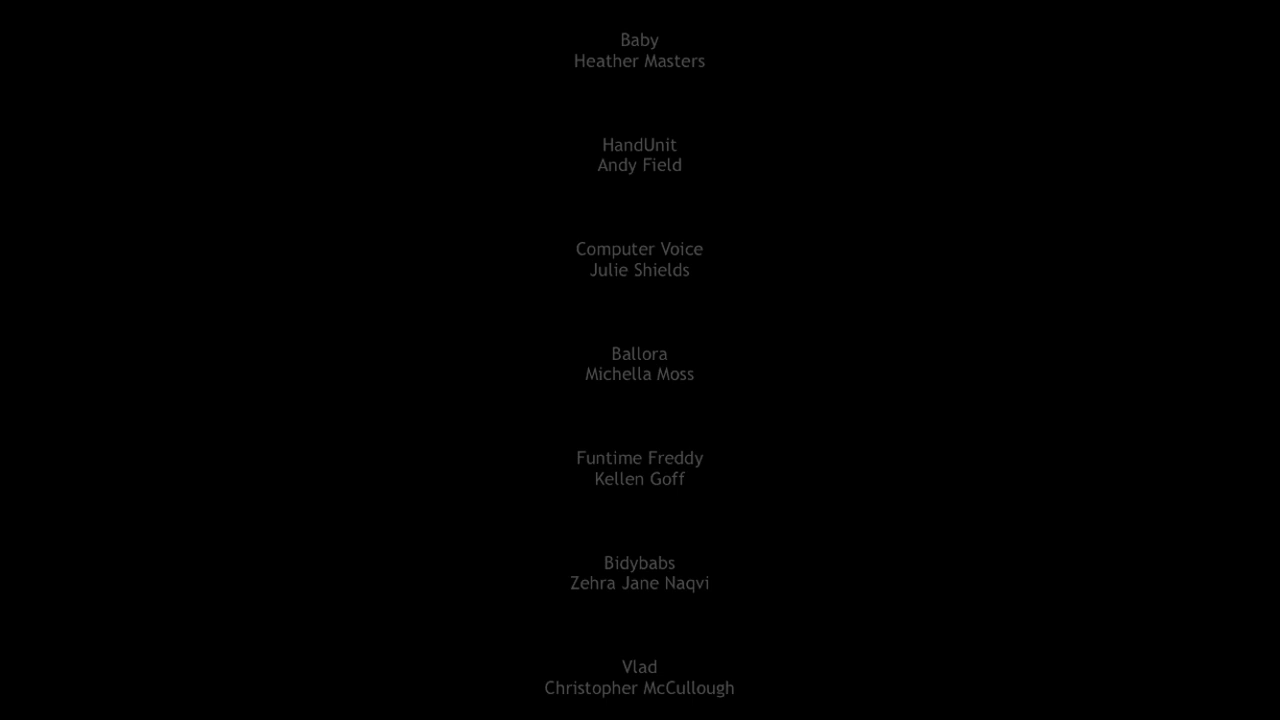 Baby
Heather Masters
HandUnit
Andy Field
Computer Voice
Julie Shields
Ballora
Michella Moss
Funtime Freddy
Kellen Goff
Bidybabs
Zehra Jane Naqvi
Vlad
Christopher McCullough